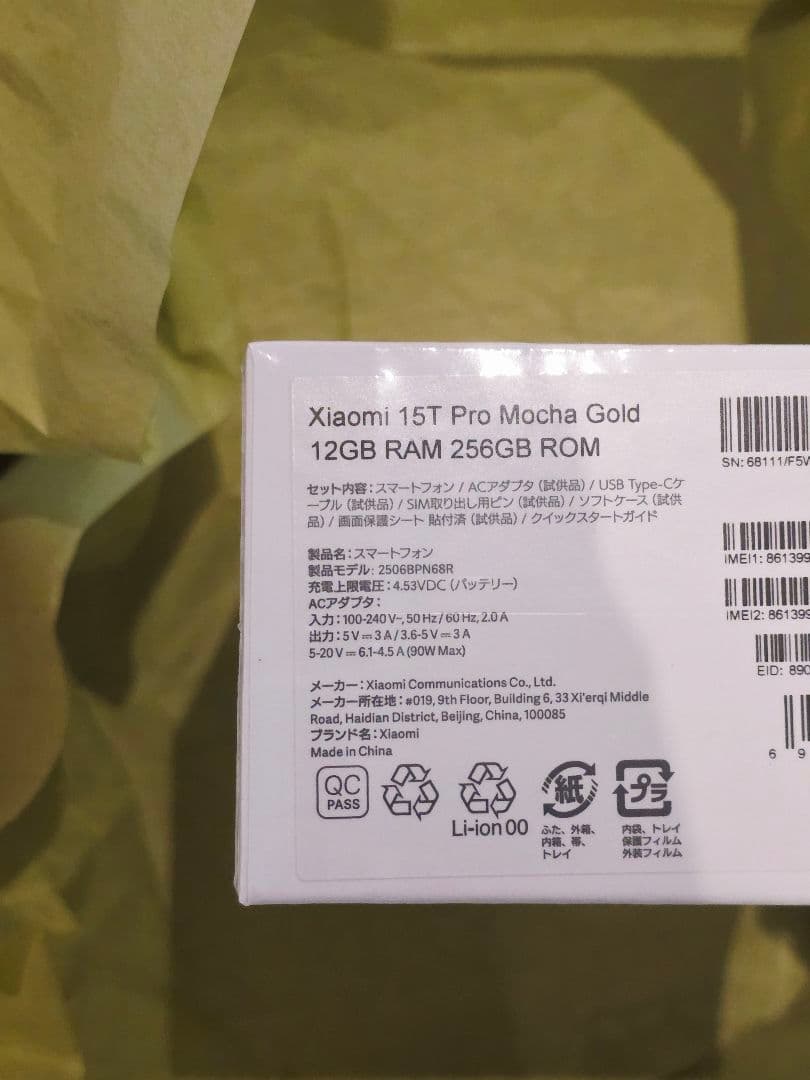 Xiaomi 15T Pro Mocha Gold
12GB RAM 256GB ROM
セット内容：スマートフォン / ACアダプタ（試供品）/ USB Type-Cケ
ーブル（試供品）/ SIM取り出し用ピン（試供品）/ ソフトケース（試供
品）/ 画面保護シート 貼付済（試供品）/ クイックスタートガイド
製品名：スマートフォン
製品モデル：2506BPN68R
充電上限電圧：4.53VDC（バッテリー）
ACアダプタ：
入力：100-240 V~, 50 Hz / 60 Hz, 2.0 A
出力：5 V ⎓ 3 A / 3.6-5 V ⎓ 3 A
5-20 V ⎓ 6.1-4.5 A (90W Max)
メーカー：Xiaomi Communications Co., Ltd.
メーカー所在地：#019, 9th Floor, Building 6, 33 Xi'erqi Middle
Road, Haidian District, Beijing, China, 100085
ブランド名：Xiaomi
Made in China
QC
PASS
Li-ion 00
紙
ふた、外箱、
内箱、帯、
トレイ
プラ
内袋、トレイ
保護フィルム
外装フィルム
SN: 68111/F5W
IMEI1: 861399
IMEI2: 861399
EID: 890
6 9